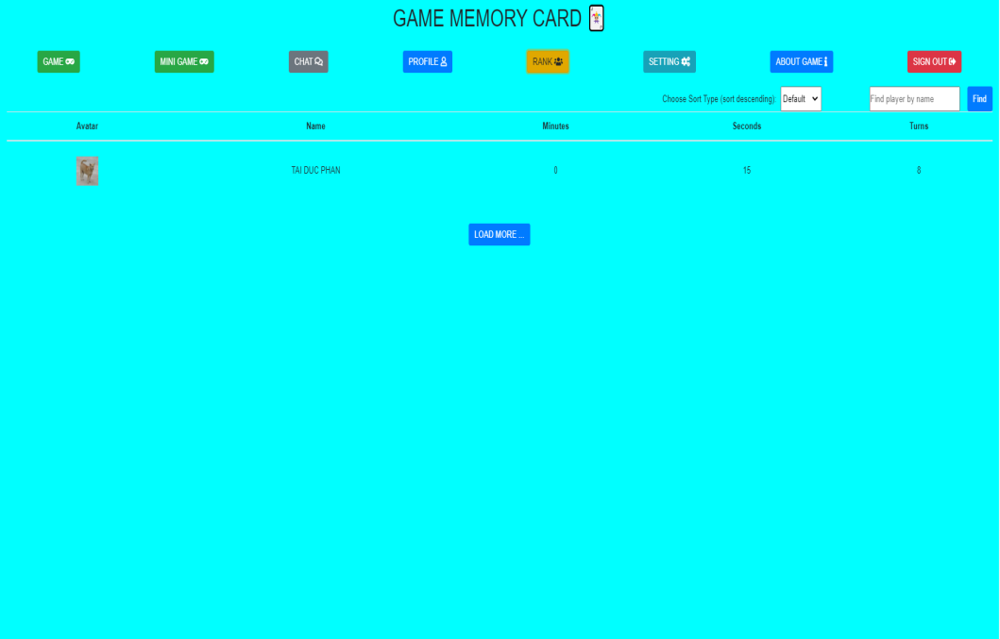 GAME MEMORY CARD 🃏
GAME MINI GAME CHAT PROFILE RANK SETTING ABOUT GAME SIGN OUT
Choose Sort Type (sort descending): Default Find player by name Find
Avatar Name Minutes Seconds Turns
TAI DUC PHAN 0 15 8
LOAD MORE ...